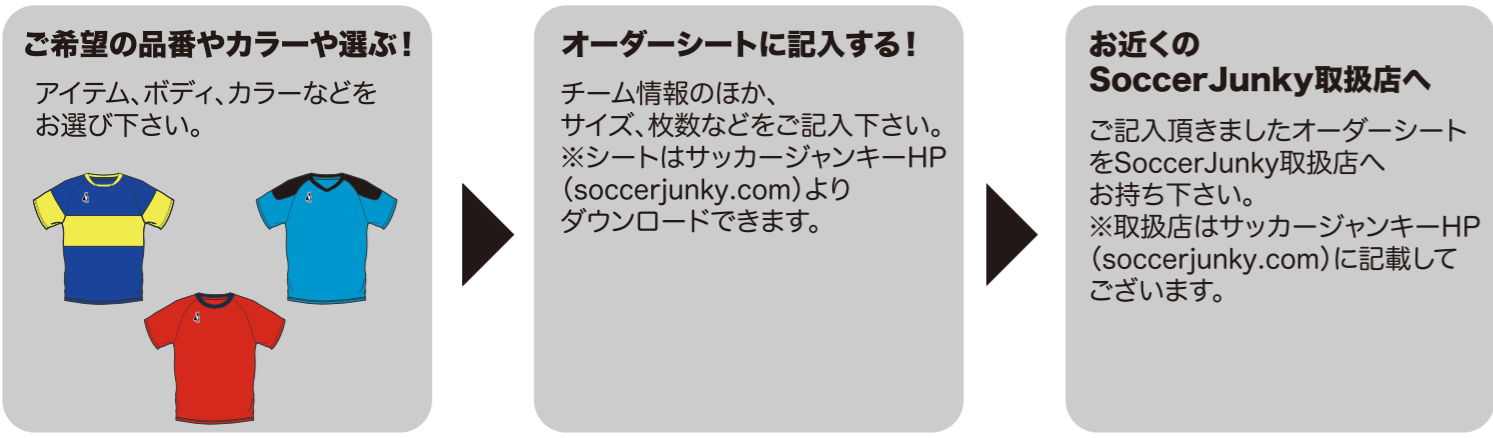 ご希望の品番やカラーや選ぶ！
アイテム、ボディ、カラーなどを
お選び下さい。
オーダーシートに記入する！
チーム情報のほか、
サイズ、枚数などをご記入下さい。
※シートはサッカージャンキーHP
（soccerjunky.com）より
ダウンロードできます。
お近くの
SoccerJunky取扱店へ
ご記入頂きましたオーダーシート
をSoccerJunky取扱店へ
お持ち下さい。
※取扱店はサッカージャンキーHP
（soccerjunky.com）に記載して
ございます。